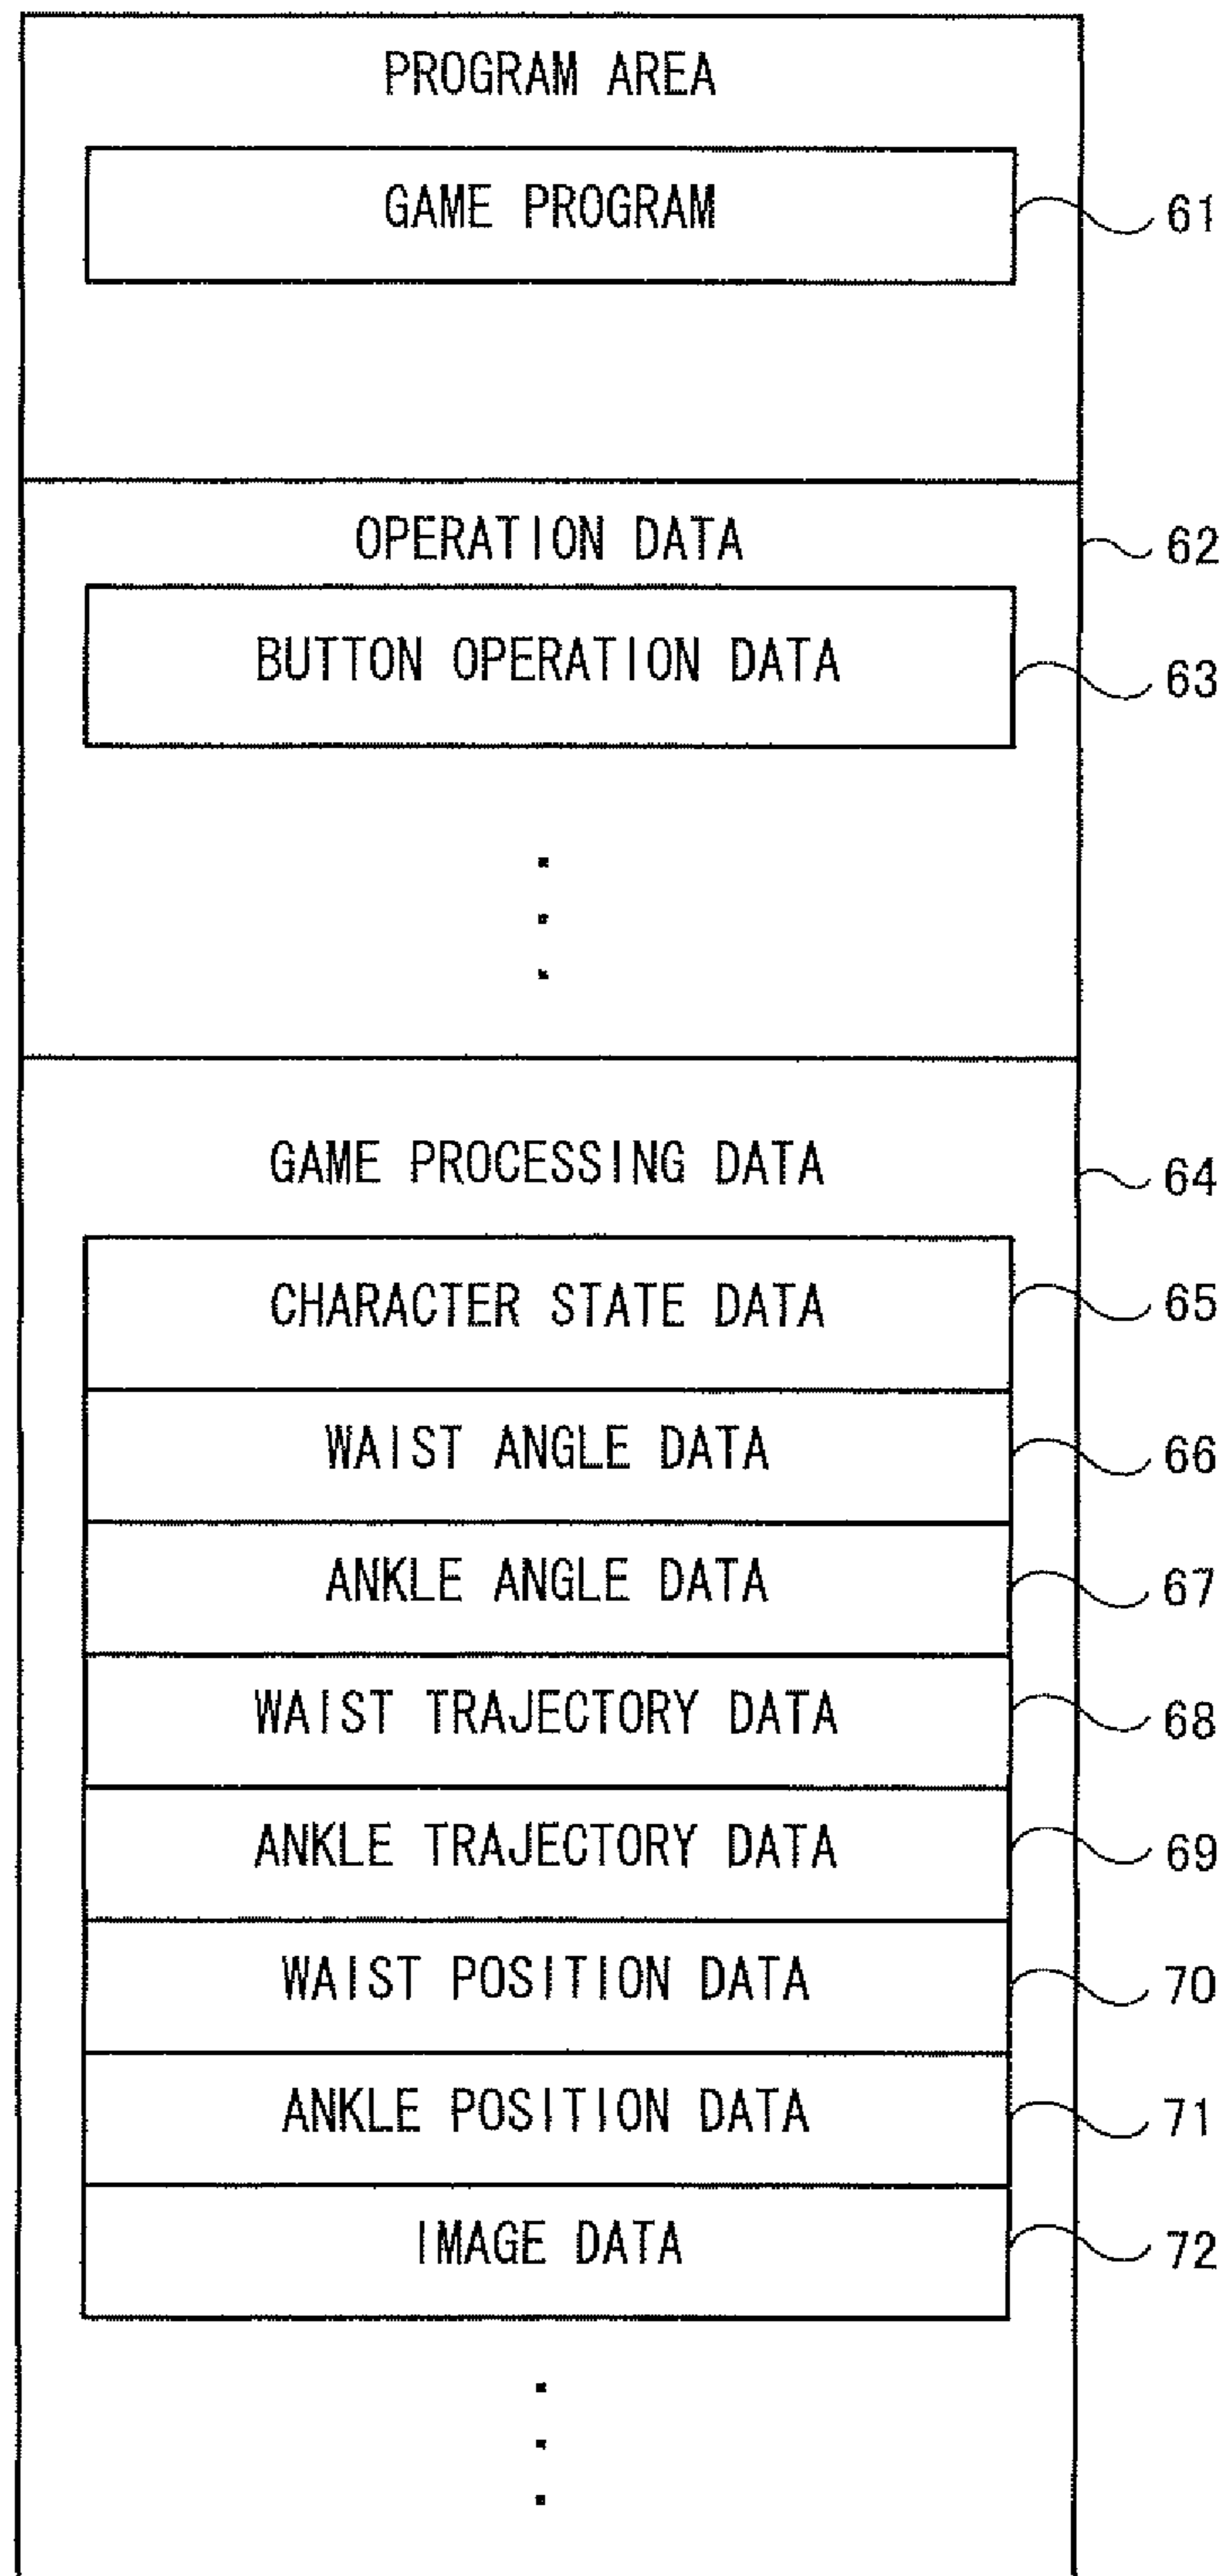 PROGRAM AREA
GAME PROGRAM 61
OPERATION DATA 62
BUTTON OPERATION DATA 63
GAME PROCESSING DATA 64
CHARACTER STATE DATA 65
WAIST ANGLE DATA 66
ANKLE ANGLE DATA 67
WAIST TRAJECTORY DATA 68
ANKLE TRAJECTORY DATA 69
WAIST POSITION DATA 70
ANKLE POSITION DATA 71
IMAGE DATA 72